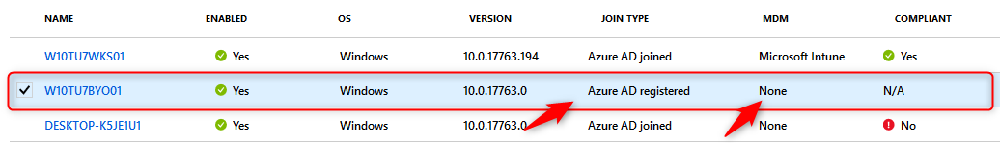 NAME ENABLED OS VERSION JOIN TYPE MDM COMPLIANT
W10TU7WKS01 Yes Windows 10.0.17763.194 Azure AD joined Microsoft Intune Yes
W10TU7BYO01 Yes Windows 10.0.17763.0 Azure AD registered None N/A
DESKTOP-K5JE1U1 Yes Windows 10.0.17763.0 Azure AD joined None No